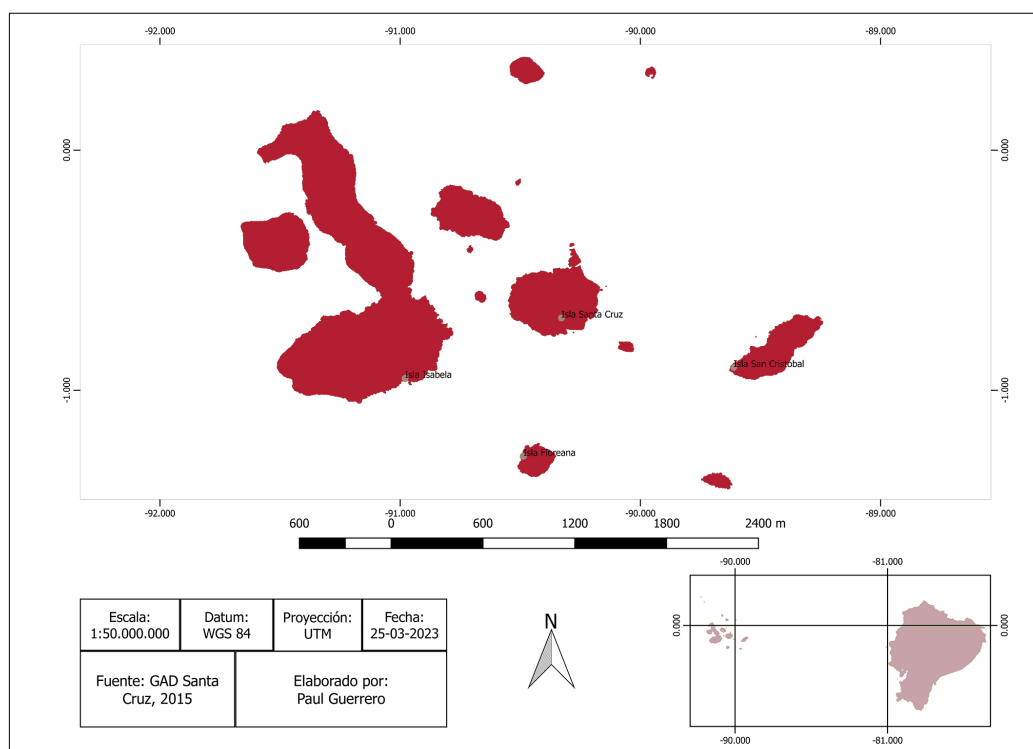 -92.000
-91.000
-90.000
-89.000
0.000
0.000
Isla Santa Cruz
Isla San Cristobal
Isla Isabela
-1.000
-1.000
Isla Floreana
-92.000
-91.000
-90.000
-89.000
600
0
600
1200
1800
2400 m
-90.000
-81.000
0.000
0.000
-90.000
-81.000
N
Escala:
1:50.000.000
Datum:
WGS 84
Proyección:
UTM
Fecha:
25-03-2023
Fuente: GAD Santa
Cruz, 2015
Elaborado por:
Paul Guerrero